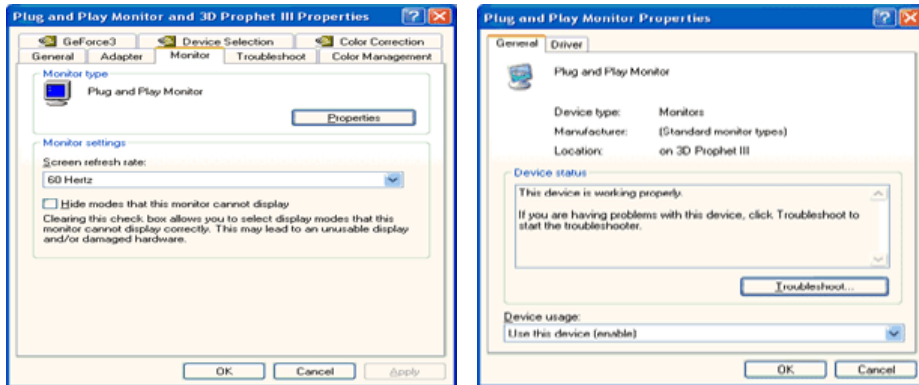 Plug and Play Monitor and 3D Prophet III Properties
GeForce3
Device Selection
Color Correction
General
Adapter
Monitor
Troubleshoot
Color Management
Monitor type
Plug and Play Monitor
Properties
Monitor settings
Screen refresh rate:
60 Hertz
Hide modes that this monitor cannot display
Clearing this check box allows you to select display modes that this
monitor cannot display correctly. This may lead to an unusable display
and/or damaged hardware.
OK
Cancel
Apply
Plug and Play Monitor Properties
General
Driver
Plug and Play Monitor
Device type: Monitors
Manufacturer: (Standard monitor types)
Location: on 3D Prophet III
Device status
This device is working properly.
If you are having problems with this device, click Troubleshoot to
start the troubleshooter.
Troubleshoot...
Device usage:
Use this device (enable)
OK
Cancel